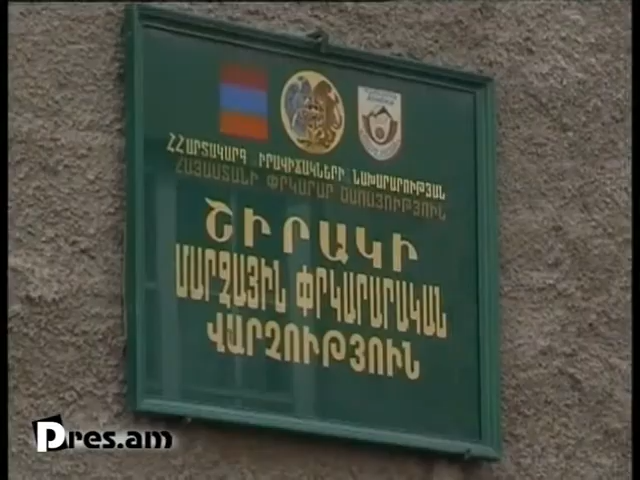 ՀՀ ԱՐՏԱԿԱՐԳ ԻՐԱՎԻՃԱԿՆԵՐԻ ՆԱԽԱՐԱՐՈՒԹՅԱՆ
ՀԱՅԱՍՏԱՆԻ ՓՐԿԱՐԱՐ ԾԱՌԱՅՈՒԹՅՈՒՆ
ՇԻՐԱԿԻ
ՄԱՐԶԱՅԻՆ ՓՐԿԱՐԱՐԱԿԱՆ
ՎԱՐՉՈՒԹՅՈՒՆ
Pres.am